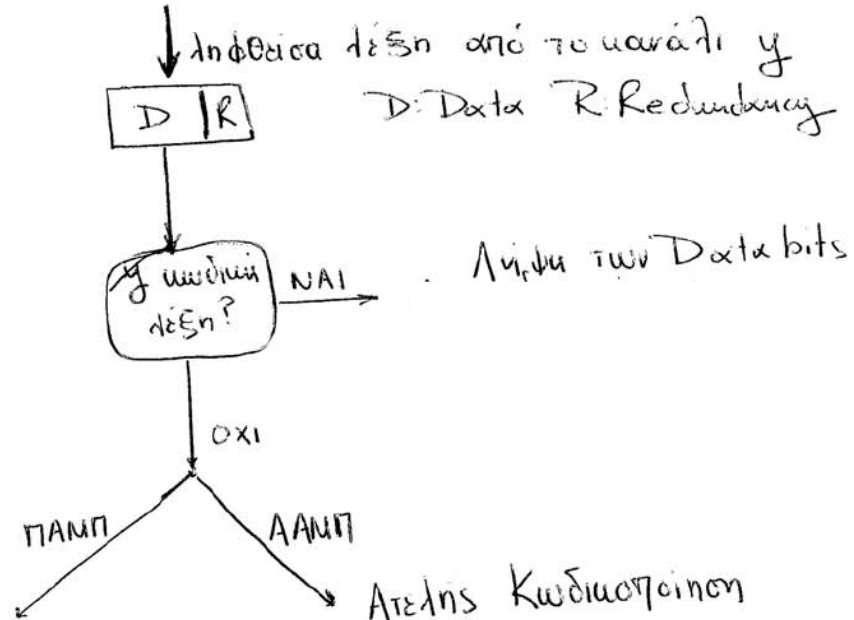 ληφθείσα λέξη από το κανάλι y
D | R
D: Data R: Redundancy
y κωδική
λέξη?
ΝΑΙ
Λήψη των Data bits
ΟΧΙ
ΠΑΜΠ
ΑΑΜΠ
Ατελής Κωδικοποίηση